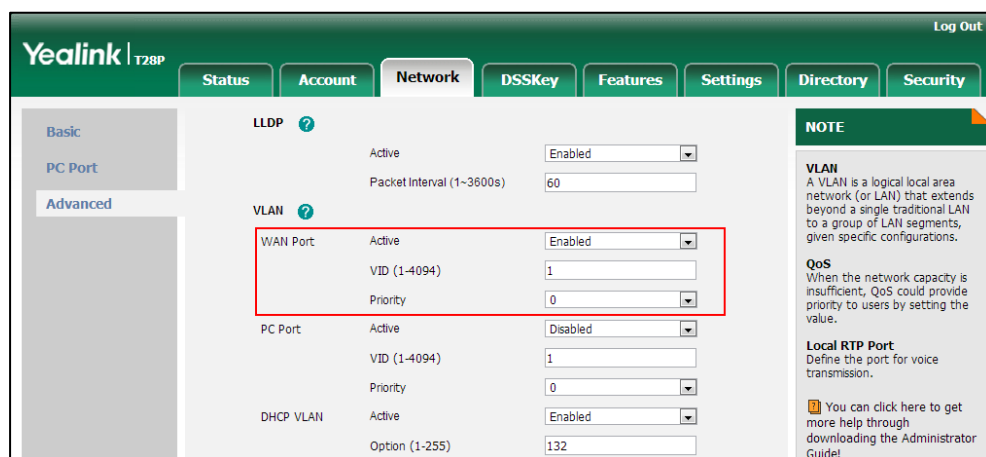 Log Out
Yealink T28P
Status Account Network DSSKey Features Settings Directory Security
Basic
PC Port
Advanced
LLDP ?
Active Enabled
Packet Interval (1~3600s) 60
VLAN ?
WAN Port Active Enabled
VID (1-4094) 1
Priority 0
PC Port Active Disabled
VID (1-4094) 1
Priority 0
DHCP VLAN Active Enabled
Option (1-255) 132
NOTE
VLAN
A VLAN is a logical local area
network (or LAN) that extends
beyond a single traditional LAN
to a group of LAN segments,
given specific configurations.
QoS
When the network capacity is
insufficient, QoS could provide
priority to users by setting the
value.
Local RTP Port
Define the port for voice
transmission.
? You can click here to get
more help through
downloading the Administrator
Guide!